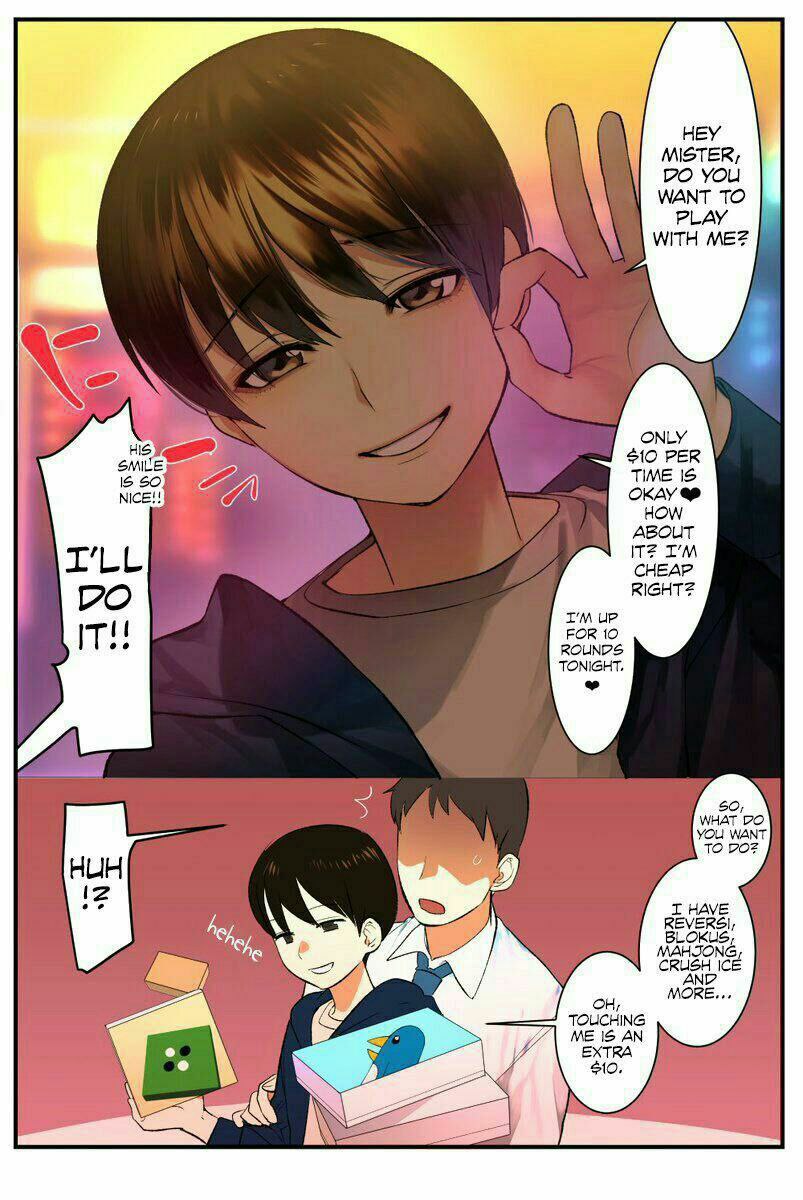 HEY
MISTER,
DO YOU
WANT TO
PLAY
WITH ME?
ONLY
$10 PER
TIME IS
OKAY ❤
HOW
ABOUT
IT? I'M
CHEAP
RIGHT?
I'M UP
FOR 10
ROUNDS
TONIGHT.
❤
HIS
SMILE
IS SO
NICE!!
I'LL
DO
IT!!
SO,
WHAT DO
YOU WANT
TO DO?
I HAVE
REVERSI,
BLOKUS,
MAHJONG,
CRUSH ICE
AND
MORE...
OH,
TOUCHING
ME IS AN
EXTRA
$10.
HUH
!?
hehehe